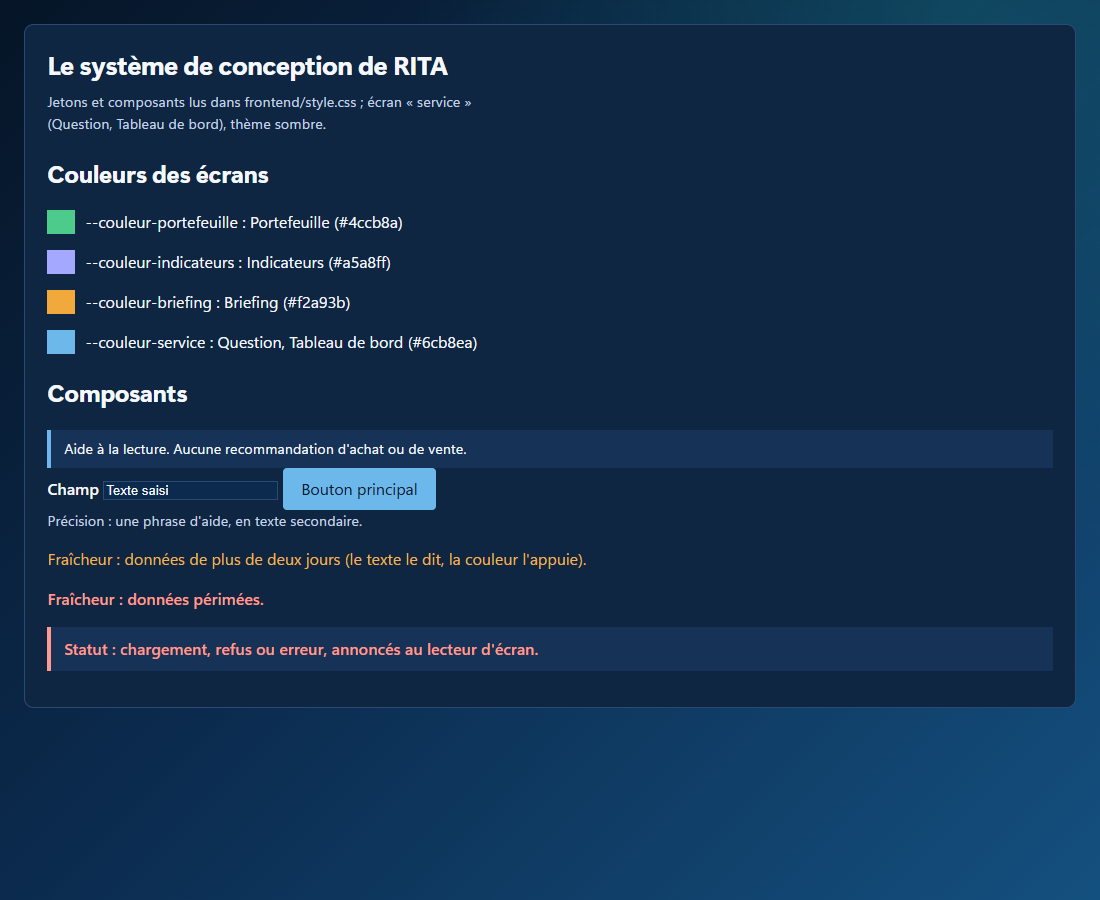 Le système de conception de RITA
Jetons et composants lus dans frontend/style.css ; écran « service »
(Question, Tableau de bord), thème sombre.
Couleurs des écrans
--couleur-portefeuille : Portefeuille (#4ccb8a)
--couleur-indicateurs : Indicateurs (#a5a8ff)
--couleur-briefing : Briefing (#f2a93b)
--couleur-service : Question, Tableau de bord (#6cb8ea)
Composants
Aide à la lecture. Aucune recommandation d'achat ou de vente.
Champ Texte saisi Bouton principal
Précision : une phrase d'aide, en texte secondaire.
Fraîcheur : données de plus de deux jours (le texte le dit, la couleur l'appuie).
Fraîcheur : données périmées.
Statut : chargement, refus ou erreur, annoncés au lecteur d'écran.